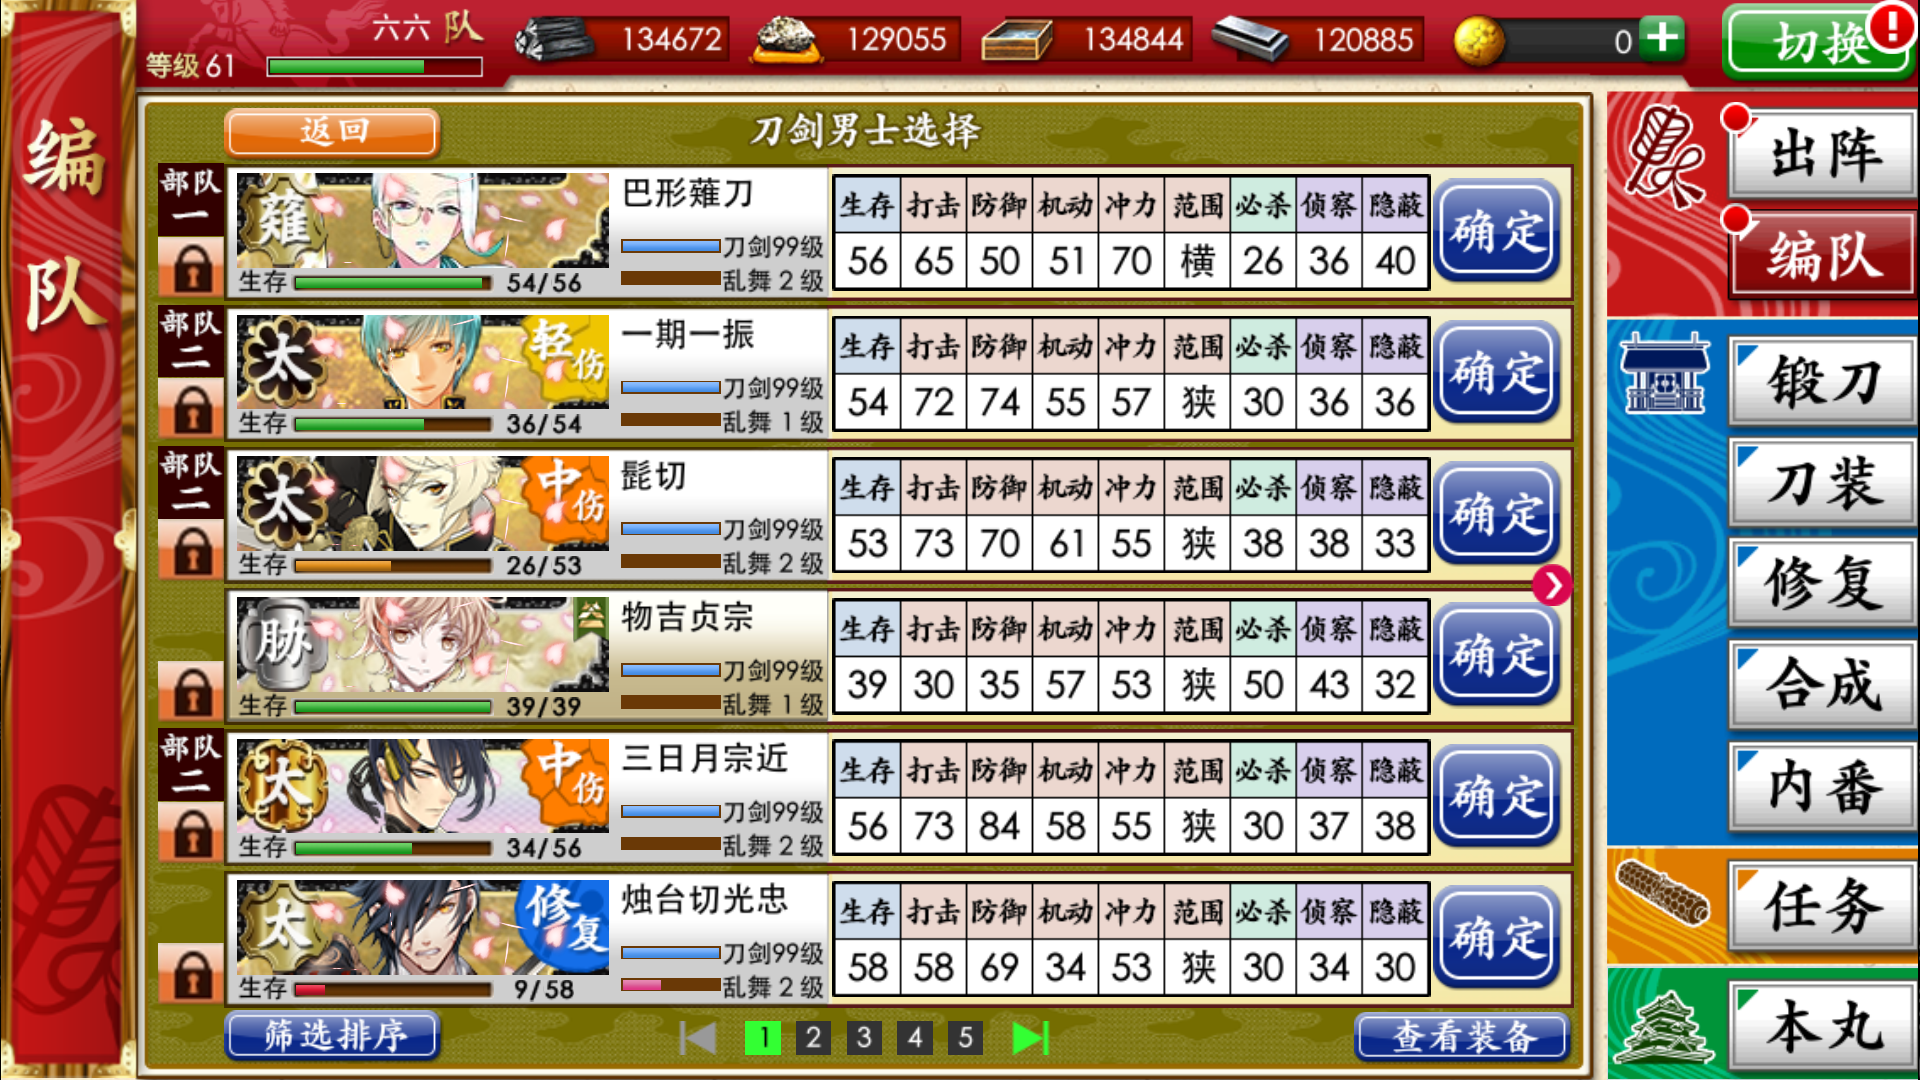 六六 队
等级 61
134672
129055
134844
120885
0
切换
编队
返回
刀剑男士选择
部队一
薙
巴形薙刀
刀剑99级
乱舞 2 级
生存 54/56
生存 打击 防御 机动 冲力 范围 必杀 侦察 隐蔽
56 65 50 51 70 横 26 36 40
确定
部队二
太
轻伤
一期一振
刀剑99级
乱舞 1 级
生存 36/54
生存 打击 防御 机动 冲力 范围 必杀 侦察 隐蔽
54 72 74 55 57 狭 30 36 36
确定
部队二
太
中伤
髭切
刀剑99级
乱舞 2 级
生存 26/53
生存 打击 防御 机动 冲力 范围 必杀 侦察 隐蔽
53 73 70 61 55 狭 38 38 33
确定
胁
物吉贞宗
刀剑99级
乱舞 1 级
生存 39/39
生存 打击 防御 机动 冲力 范围 必杀 侦察 隐蔽
39 30 35 57 53 狭 50 43 32
确定
部队二
太
中伤
三日月宗近
刀剑99级
乱舞 2 级
生存 34/56
生存 打击 防御 机动 冲力 范围 必杀 侦察 隐蔽
56 73 84 58 55 狭 30 37 38
确定
太
修复
烛台切光忠
刀剑99级
乱舞 2 级
生存 9/58
生存 打击 防御 机动 冲力 范围 必杀 侦察 隐蔽
58 58 69 34 53 狭 30 34 30
确定
筛选排序
1 2 3 4 5
查看装备
出阵
编队
锻刀
刀装
修复
合成
内番
任务
本丸